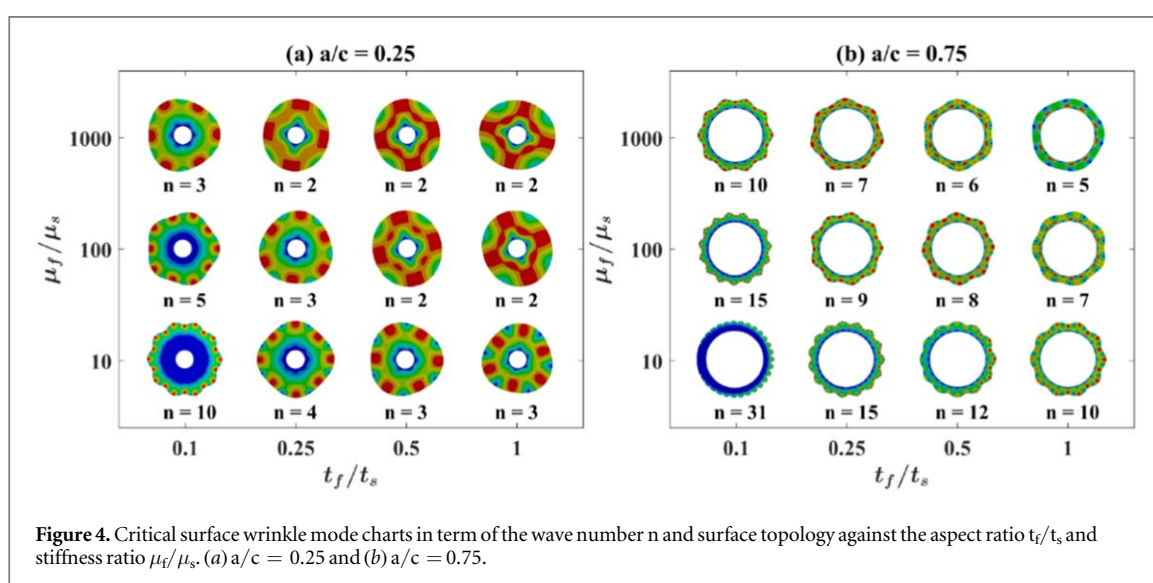 (a) a/c = 0.25
(b) a/c = 0.75
μf/μs
1000
n = 3 n = 2 n = 2 n = 2
100
n = 5 n = 3 n = 2 n = 2
10
n = 10 n = 4 n = 3 n = 3
0.1 0.25 0.5 1
tf/ts
μf/μs
1000
n = 10 n = 7 n = 6 n = 5
100
n = 15 n = 9 n = 8 n = 7
10
n = 31 n = 15 n = 12 n = 10
0.1 0.25 0.5 1
tf/ts
Figure 4. Critical surface wrinkle mode charts in term of the wave number n and surface topology against the aspect ratio tf/ts and
stiffness ratio μf/μs. (a) a/c = 0.25 and (b) a/c = 0.75.